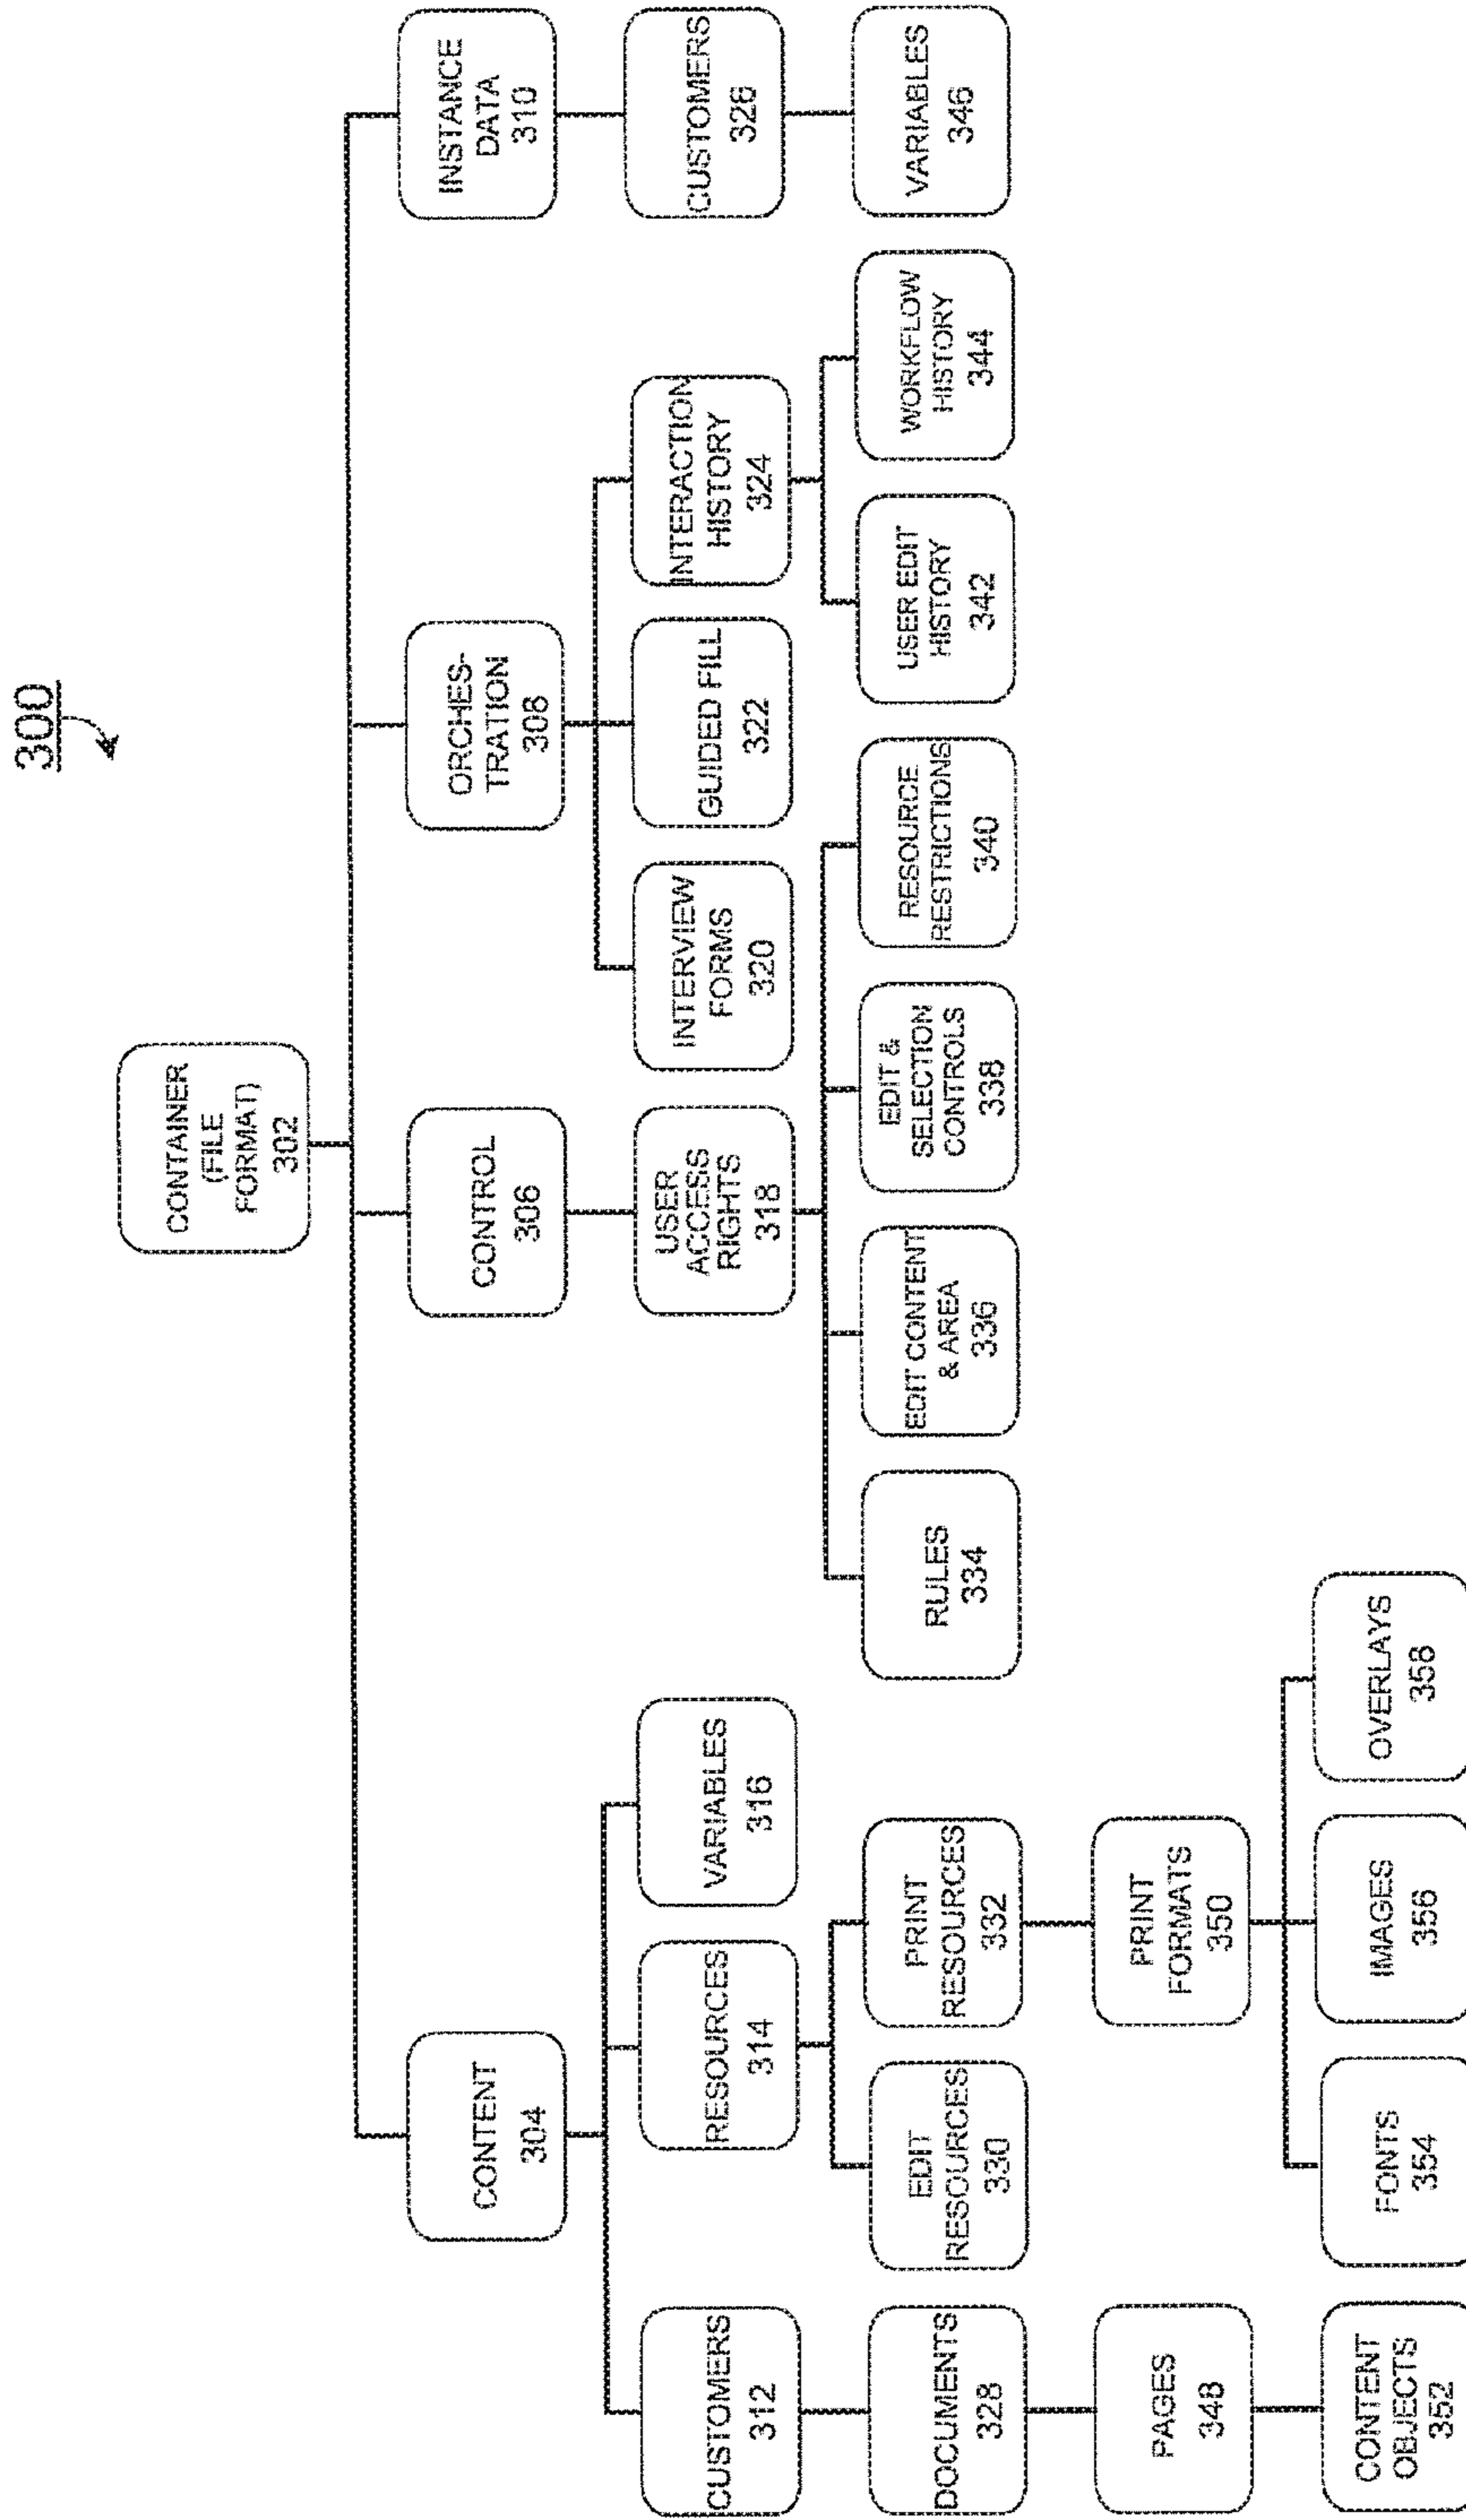 300
CONTAINER
(FILE
FORMAT)
302
CONTENT
304
CONTROL
306
ORCHES-
TRATION
308
INSTANCE
DATA
310
CUSTOMERS
312
RESOURCES
314
VARIABLES
316
USER
ACCESS
RIGHTS
318
INTERVIEW
FORMS
320
GUIDED FILL
322
INTERACTION
HISTORY
324
CUSTOMERS
326
DOCUMENTS
328
EDIT
RESOURCES
330
PRINT
RESOURCES
332
RULES
334
EDIT CONTENT
& AREA
336
EDIT &
SELECTION
CONTROLS
338
RESOURCE
RESTRICTIONS
340
USER EDIT
HISTORY
342
WORKFLOW
HISTORY
344
VARIABLES
346
PAGES
348
PRINT
FORMATS
350
CONTENT
OBJECTS
352
FONTS
354
IMAGES
356
OVERLAYS
358